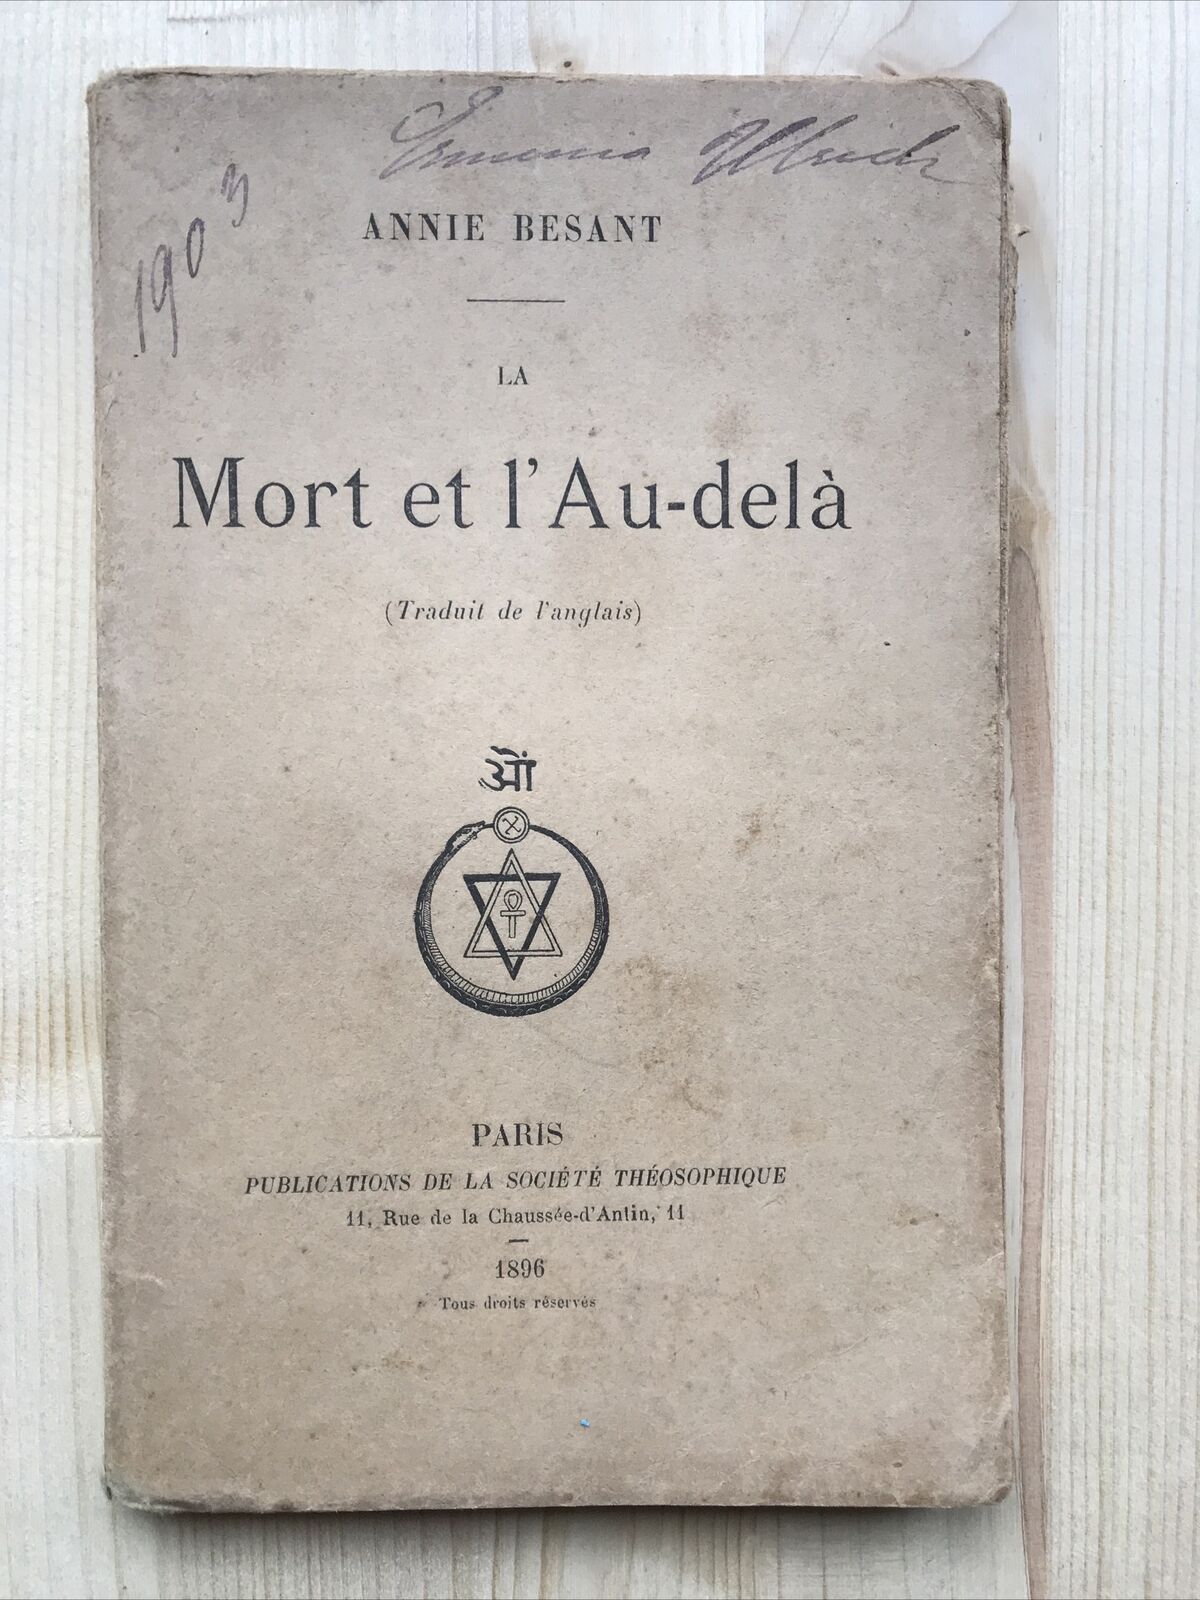 1903
ANNIE BESANT
LA
Mort et l'Au-delà
(Traduit de l'anglais)
ओं
PARIS
PUBLICATIONS DE LA SOCIÉTÉ THÉOSOPHIQUE
11, Rue de la Chaussée-d'Antin, 11
1896
Tous droits réservés